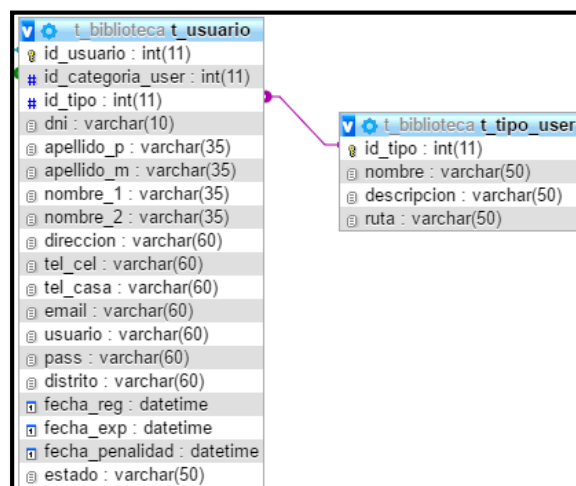 t_biblioteca t_usuario
id_usuario : int(11)
# id_categoria_user : int(11)
# id_tipo : int(11)
dni : varchar(10)
apellido_p : varchar(35)
apellido_m : varchar(35)
nombre_1 : varchar(35)
nombre_2 : varchar(35)
direccion : varchar(60)
tel_cel : varchar(60)
tel_casa : varchar(60)
email : varchar(60)
usuario : varchar(60)
pass : varchar(60)
distrito : varchar(60)
fecha_reg : datetime
fecha_exp : datetime
fecha_penalidad : datetime
estado : varchar(50)
t_biblioteca t_tipo_user
id_tipo : int(11)
nombre : varchar(50)
descripcion : varchar(50)
ruta : varchar(50)